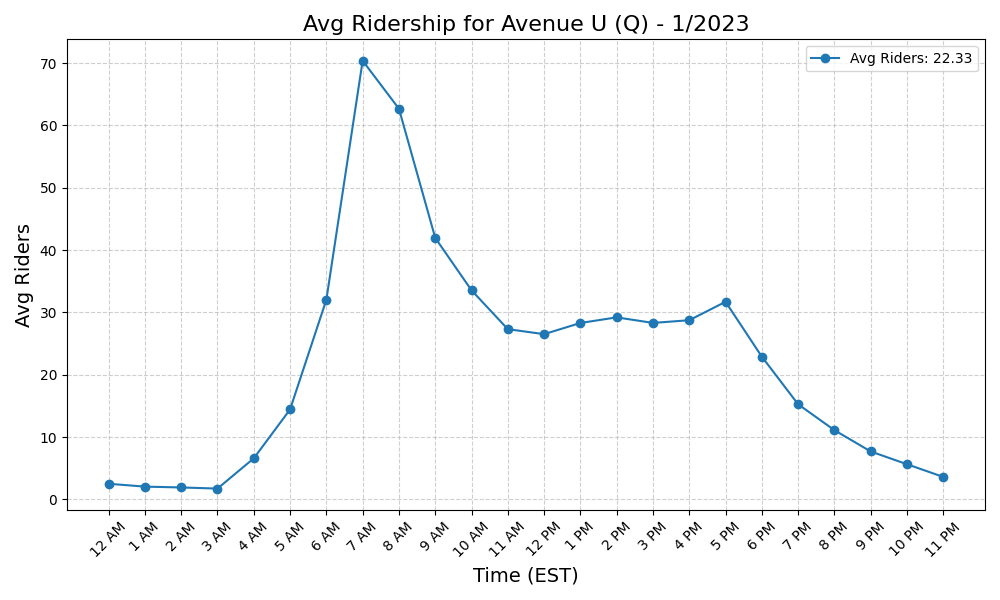 Avg Ridership for Avenue U (Q) - 1/2023
Avg Riders: 22.33
Avg Riders
70
60
50
40
30
20
10
0
12 AM
1 AM
2 AM
3 AM
4 AM
5 AM
6 AM
7 AM
8 AM
9 AM
10 AM
11 AM
12 PM
1 PM
2 PM
3 PM
4 PM
5 PM
6 PM
7 PM
8 PM
9 PM
10 PM
11 PM
Time (EST)